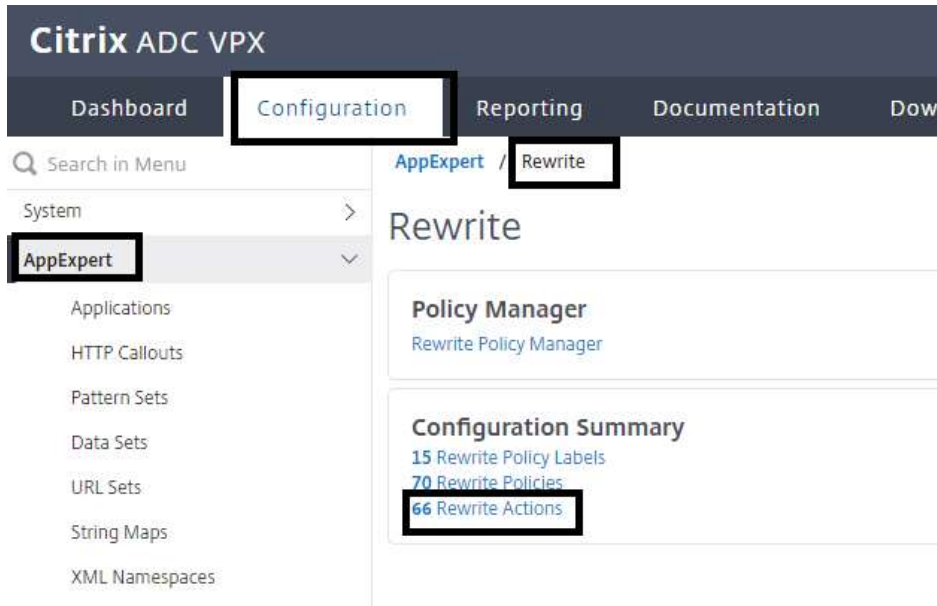 Citrix ADC VPX
Dashboard Configuration Reporting Documentation Dow
Search in Menu
System
AppExpert
Applications
HTTP Callouts
Pattern Sets
Data Sets
URL Sets
String Maps
XML Namespaces
AppExpert / Rewrite
Rewrite
Policy Manager
Rewrite Policy Manager
Configuration Summary
15 Rewrite Policy Labels
70 Rewrite Policies
66 Rewrite Actions